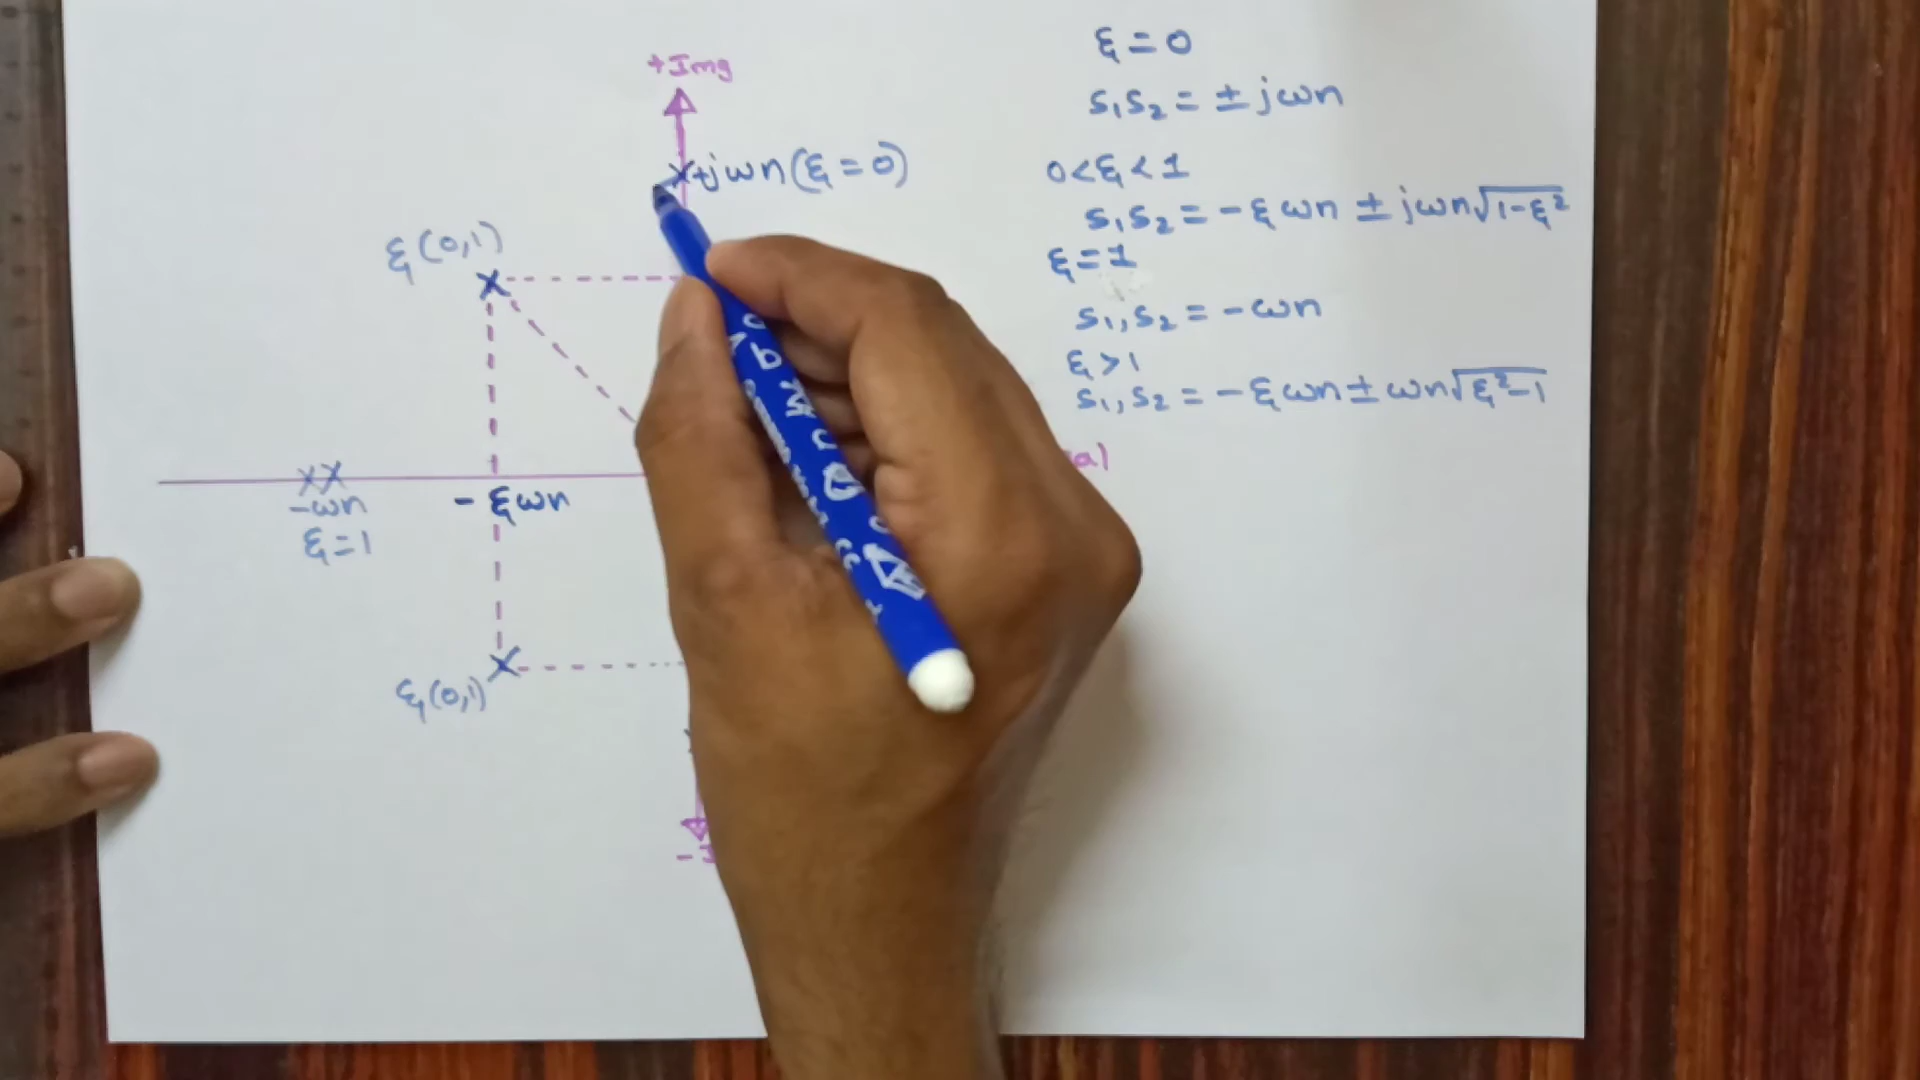 +Img
+jωn(ξ=0)
ξ(0,1)
-ωn
ξ=1
- ξωn
ξ(0,1)
ξ=0
s₁s₂ = ± jωn
0<ξ<1
s₁s₂ = -ξωn ± jωn√1-ξ²
ξ=1
s₁,s₂ = -ωn
ξ>1
s₁,s₂ = -ξωn ± ωn√ξ²-1